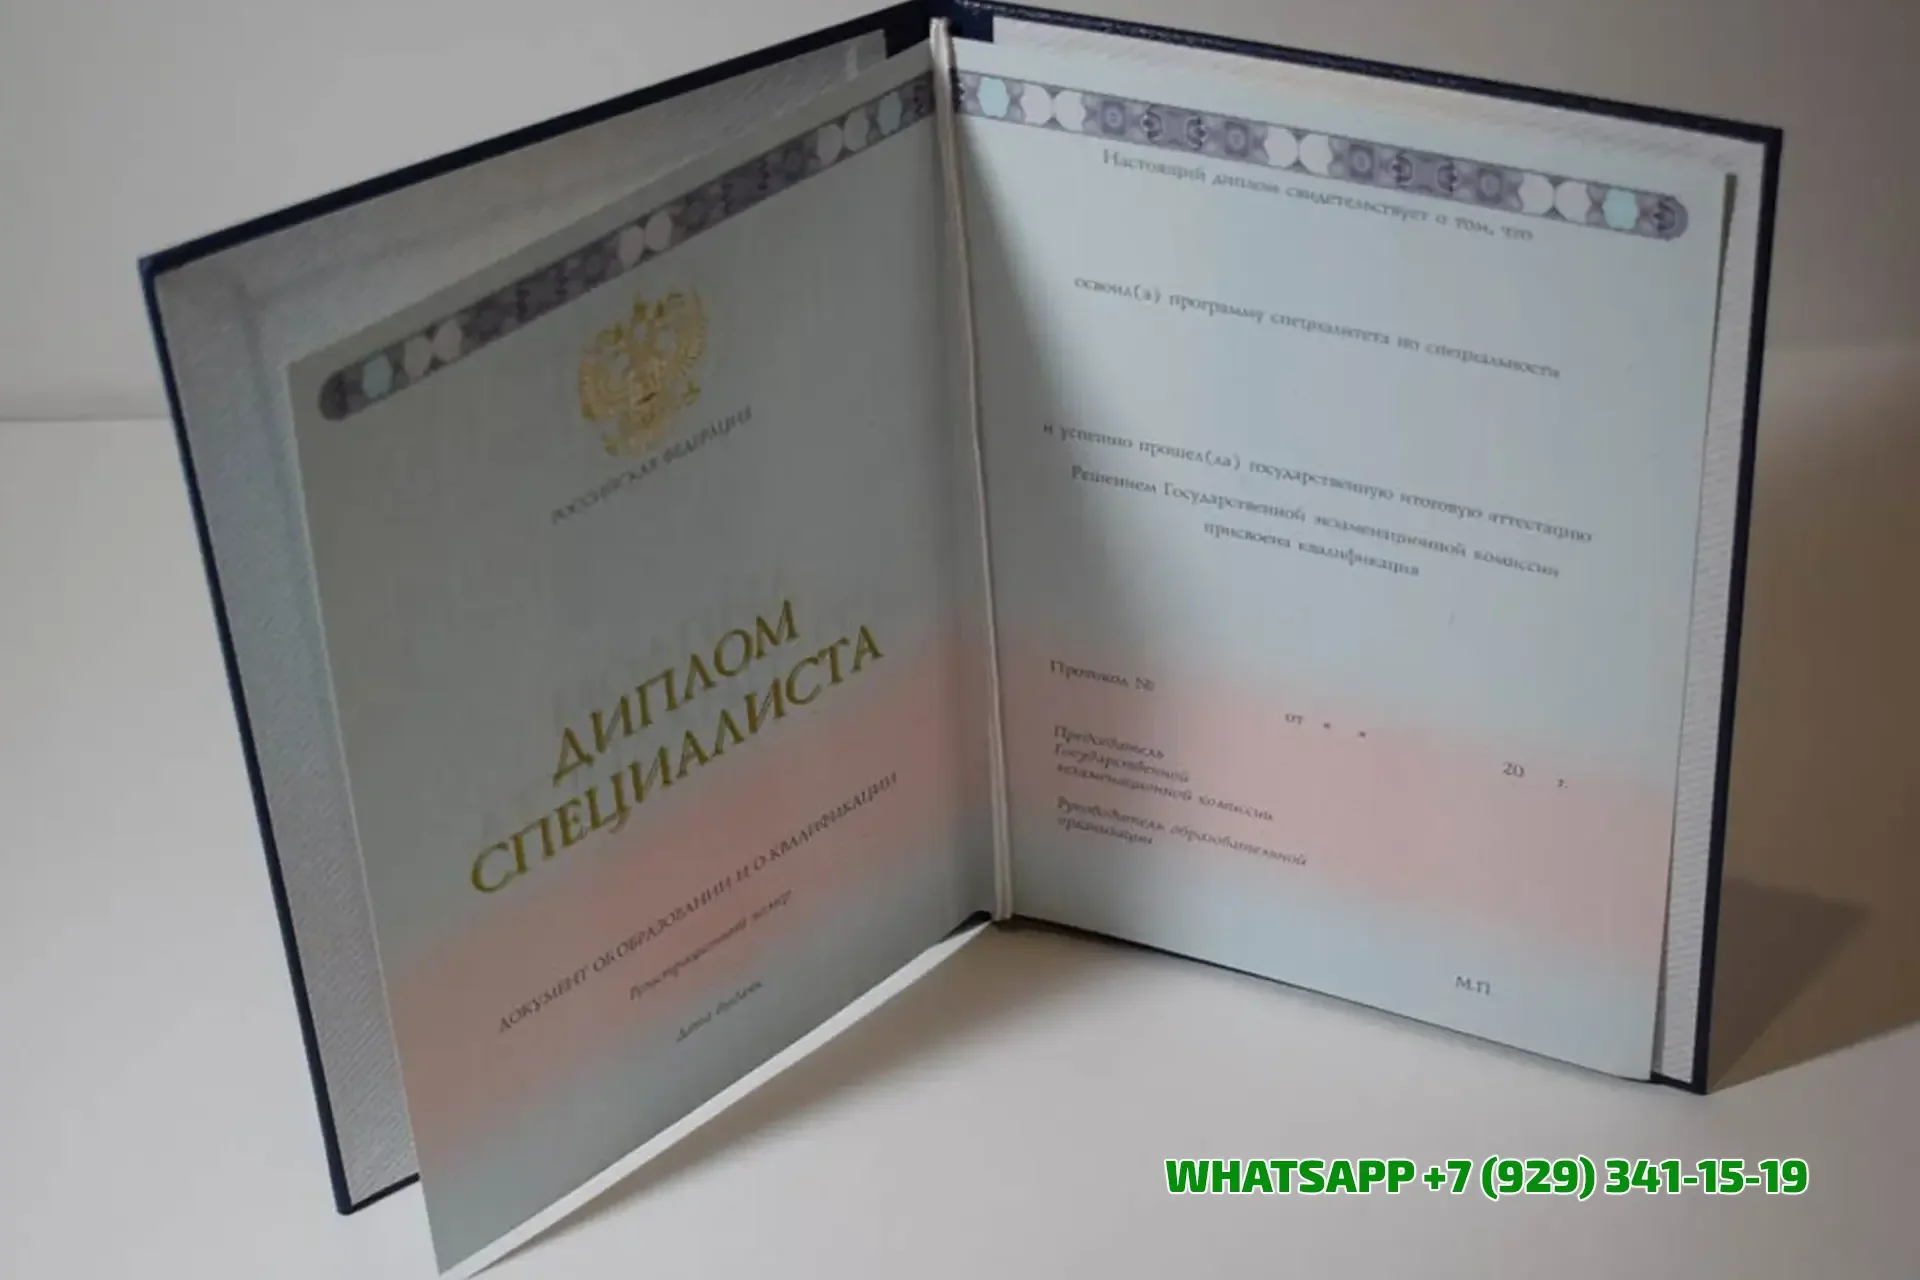 РОССИЙСКАЯ ФЕДЕРАЦИЯ
ДИПЛОМ
СПЕЦИАЛИСТА
ДОКУМЕНТ ОБ ОБРАЗОВАНИИ И О КВАЛИФИКАЦИИ
Регистрационный номер
Дата выдачи
Настоящий диплом свидетельствует о том, что
освоил(а) программу специалитета по специальности
и успешно прошел(ла) государственную итоговую аттестацию
Решением Государственной экзаменационной комиссии
присвоена квалификация
Протокол №
от « »
20 г.
Председатель
Государственной
экзаменационной комиссии
Руководитель образовательной
организации
М.П.
WHATSAPP +7 (929) 341-15-19